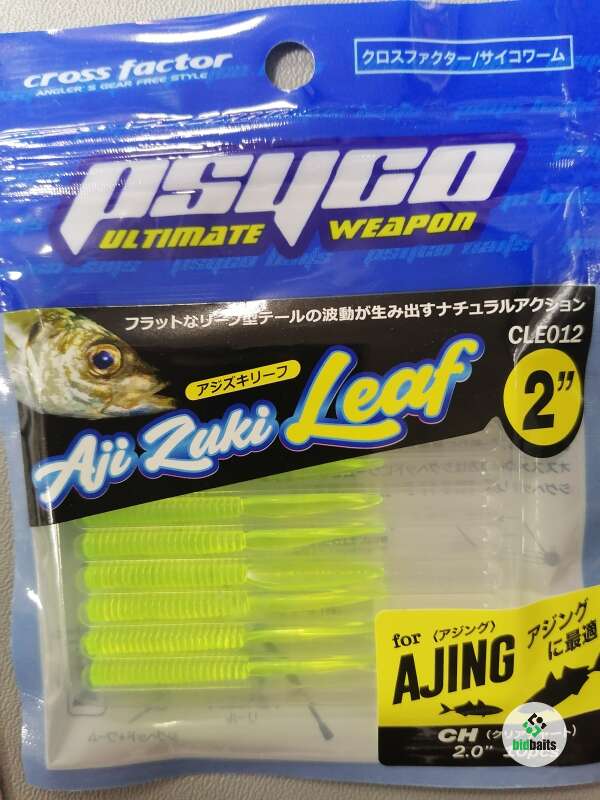 cross factor
ANGLER'S GEAR FREE STYLE
クロスファクター/サイコワーム
PSYCO
ULTIMATE WEAPON
フラットなリーフ型テールの波動が生み出すナチュラルアクション
CLE012
アジズキリーフ
2"
Aji Zuki Leaf
for 〈アジング〉
AJING
アジング
に最適
CH
2.0"
bidbaits
リール